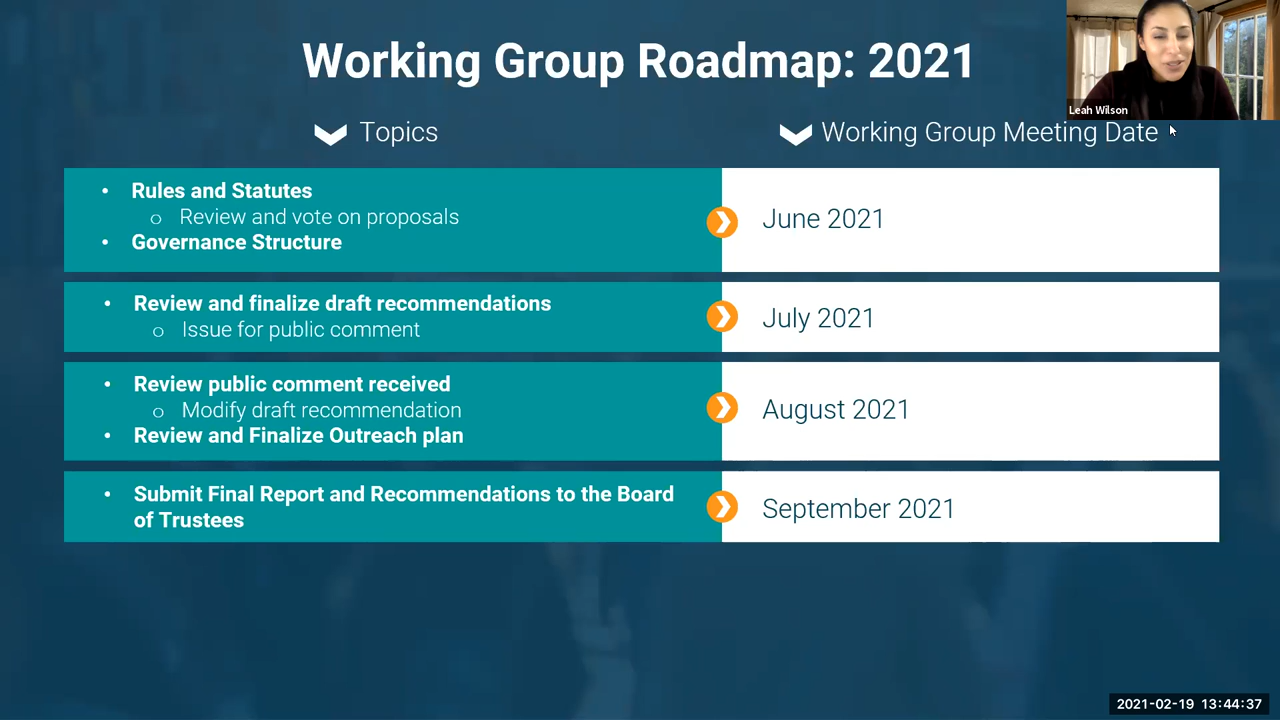 Working Group Roadmap: 2021
Leah Wilson
Topics
Working Group Meeting Date
• Rules and Statutes
o Review and vote on proposals
• Governance Structure
June 2021
• Review and finalize draft recommendations
o Issue for public comment
July 2021
• Review public comment received
o Modify draft recommendation
• Review and Finalize Outreach plan
August 2021
• Submit Final Report and Recommendations to the Board
of Trustees
September 2021
2021-02-19 13:44:37